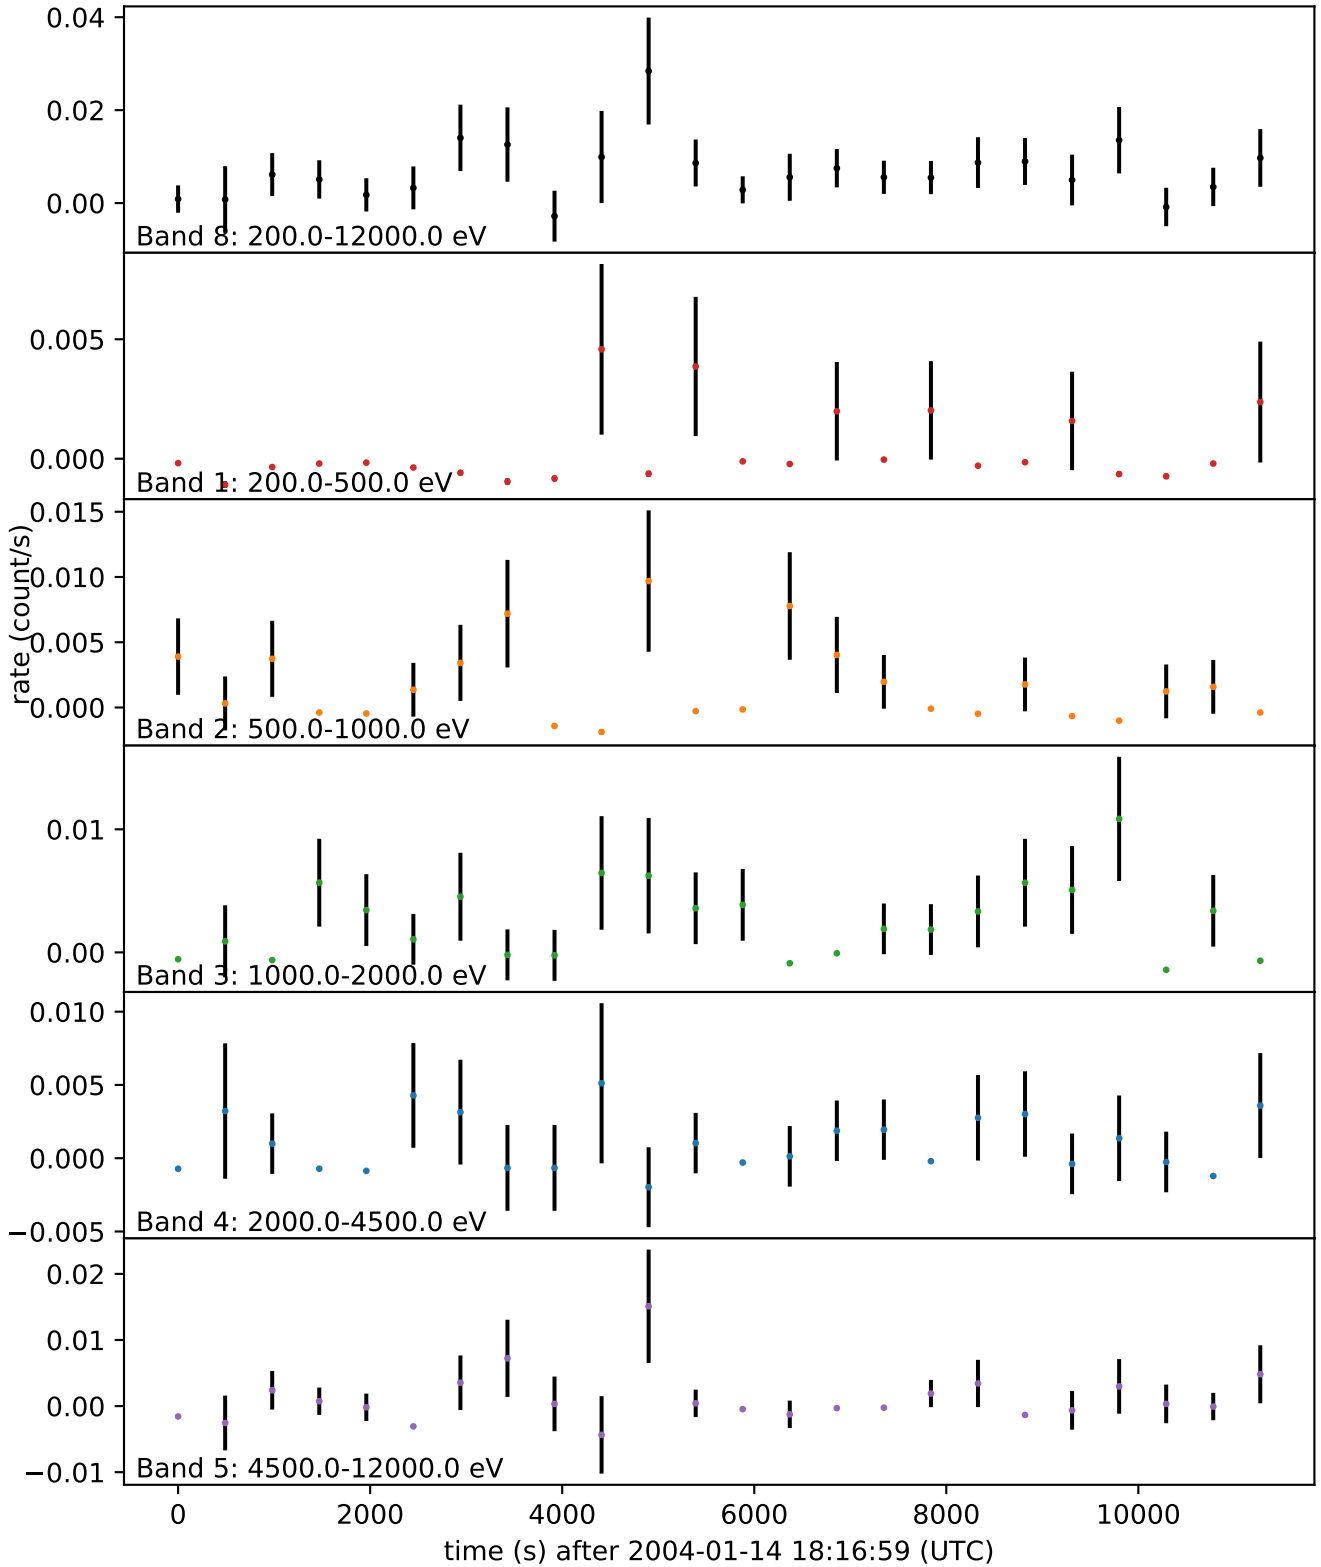 0.04
0.02
0.00
Band 8: 200.0-12000.0 eV
0.005
0.000
Band 1: 200.0-500.0 eV
rate (count/s)
0.015
0.010
0.005
0.000
Band 2: 500.0-1000.0 eV
0.01
0.00
Band 3: 1000.0-2000.0 eV
0.010
0.005
0.000
−0.005
Band 4: 2000.0-4500.0 eV
0.02
0.01
0.00
−0.01
Band 5: 4500.0-12000.0 eV
0 2000 4000 6000 8000 10000
time (s) after 2004-01-14 18:16:59 (UTC)